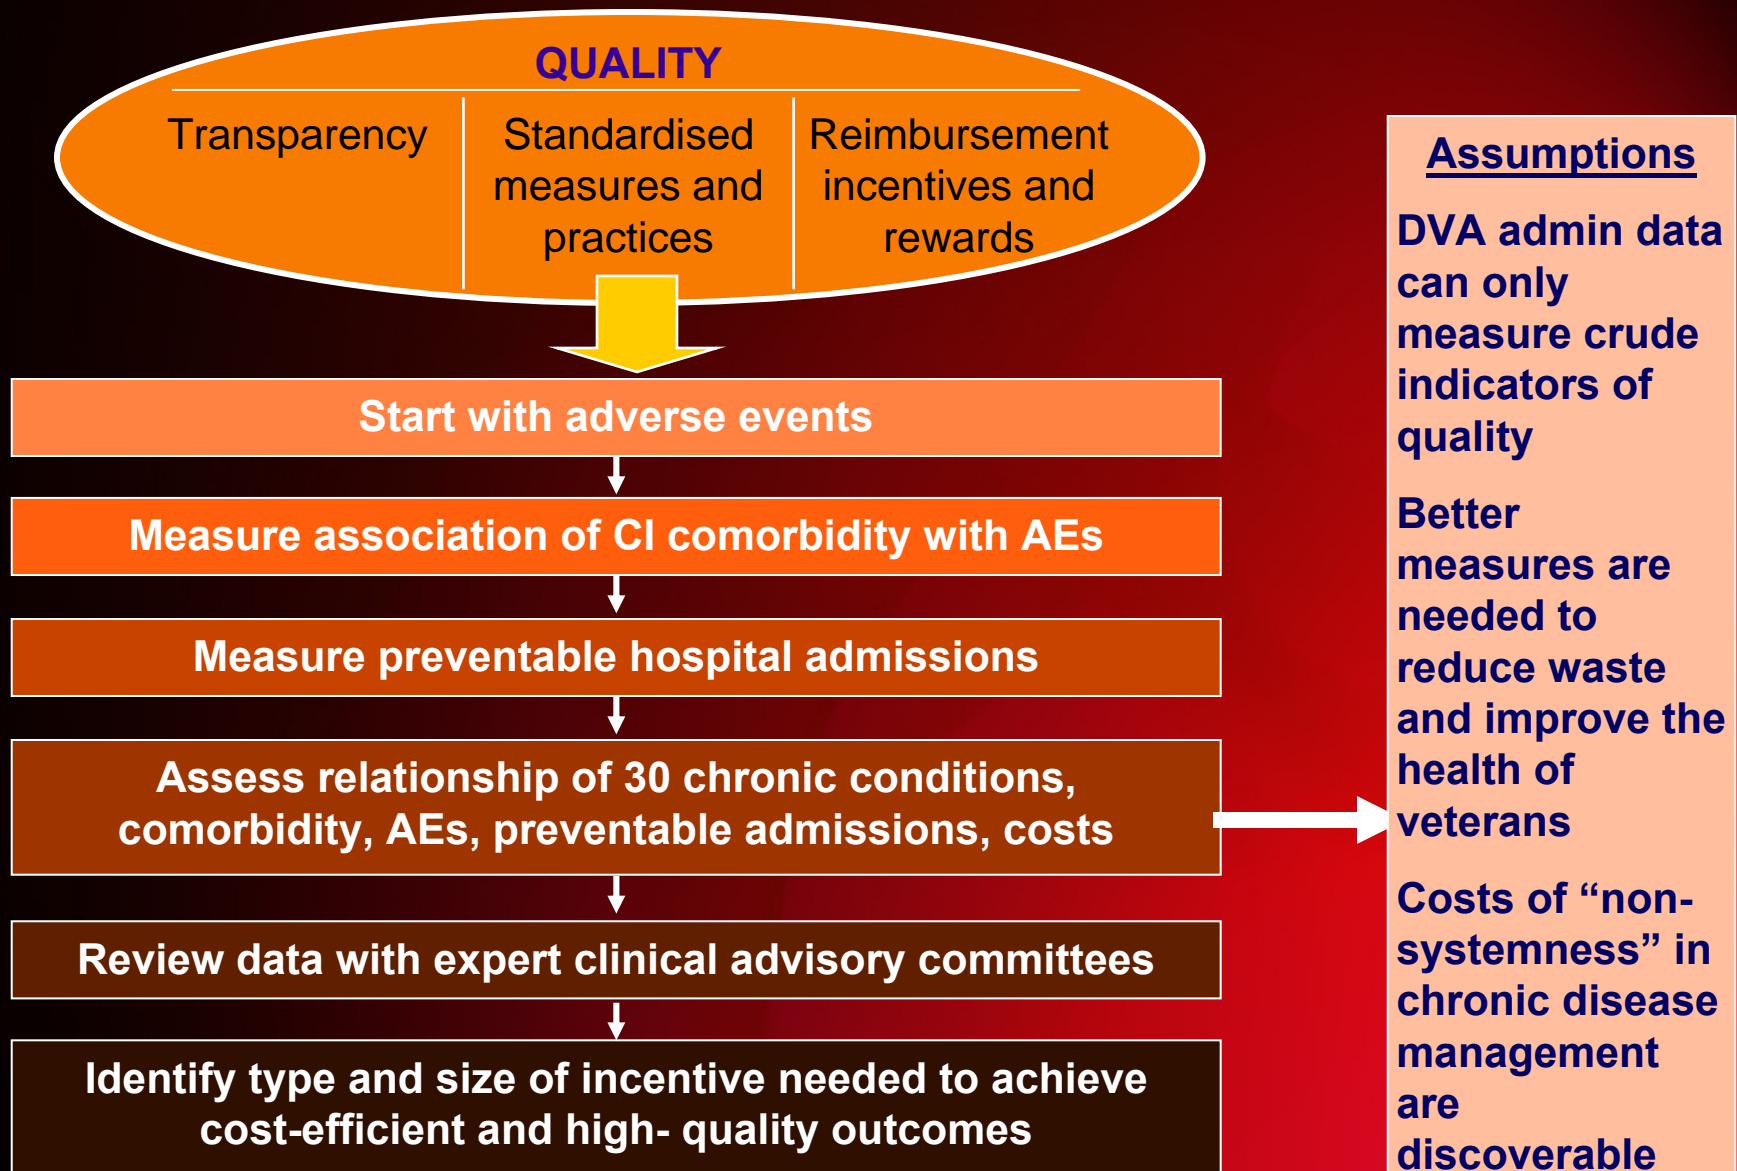 QUALITY
Transparency
Standardised
measures and
practices
Reimbursement
incentives and
rewards
Start with adverse events
Measure association of CI comorbidity with AEs
Measure preventable hospital admissions
Assess relationship of 30 chronic conditions,
comorbidity, AEs, preventable admissions, costs
Review data with expert clinical advisory committees
Identify type and size of incentive needed to achieve
cost-efficient and high- quality outcomes
Assumptions
DVA admin data
can only
measure crude
indicators of
quality
Better
measures are
needed to
reduce waste
and improve the
health of
veterans
Costs of “non-
systemness” in
chronic disease
management
are
discoverable